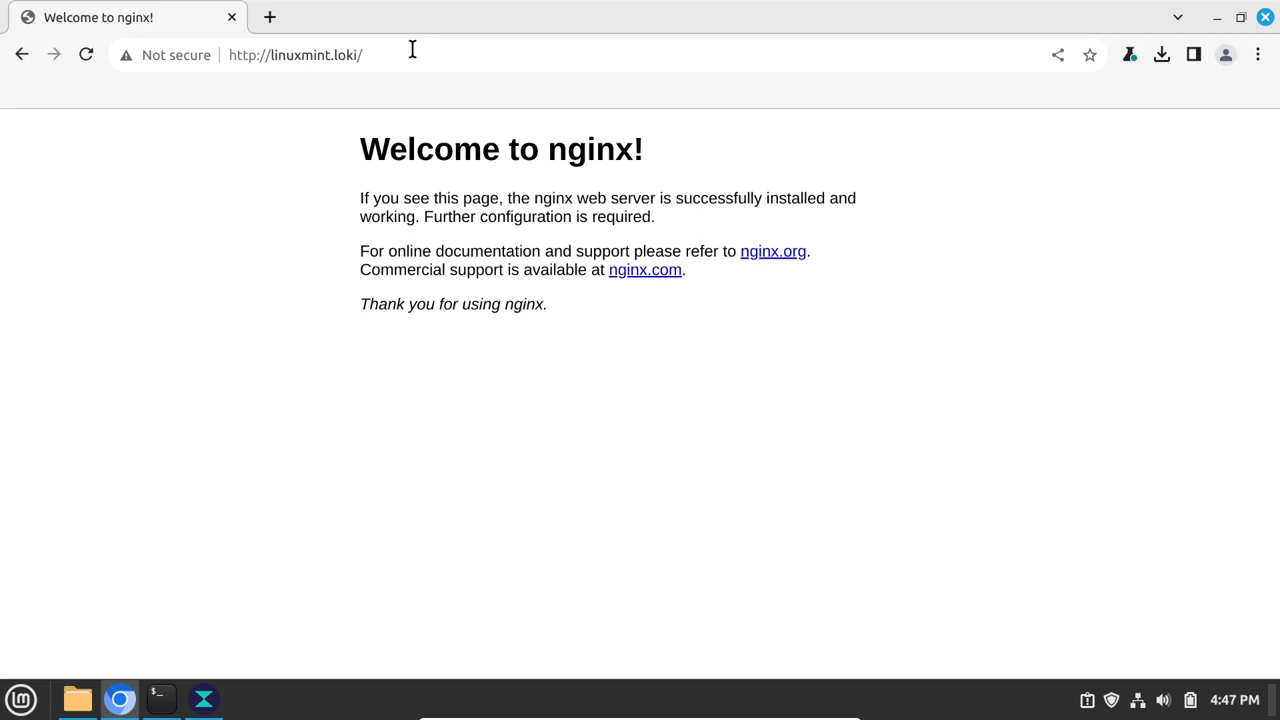 Welcome to nginx!
Not secure
http://linuxmint.loki/
Welcome to nginx!
If you see this page, the nginx web server is successfully installed and
working. Further configuration is required.
For online documentation and support please refer to nginx.org.
Commercial support is available at nginx.com.
Thank you for using nginx.
$_
4:47 PM